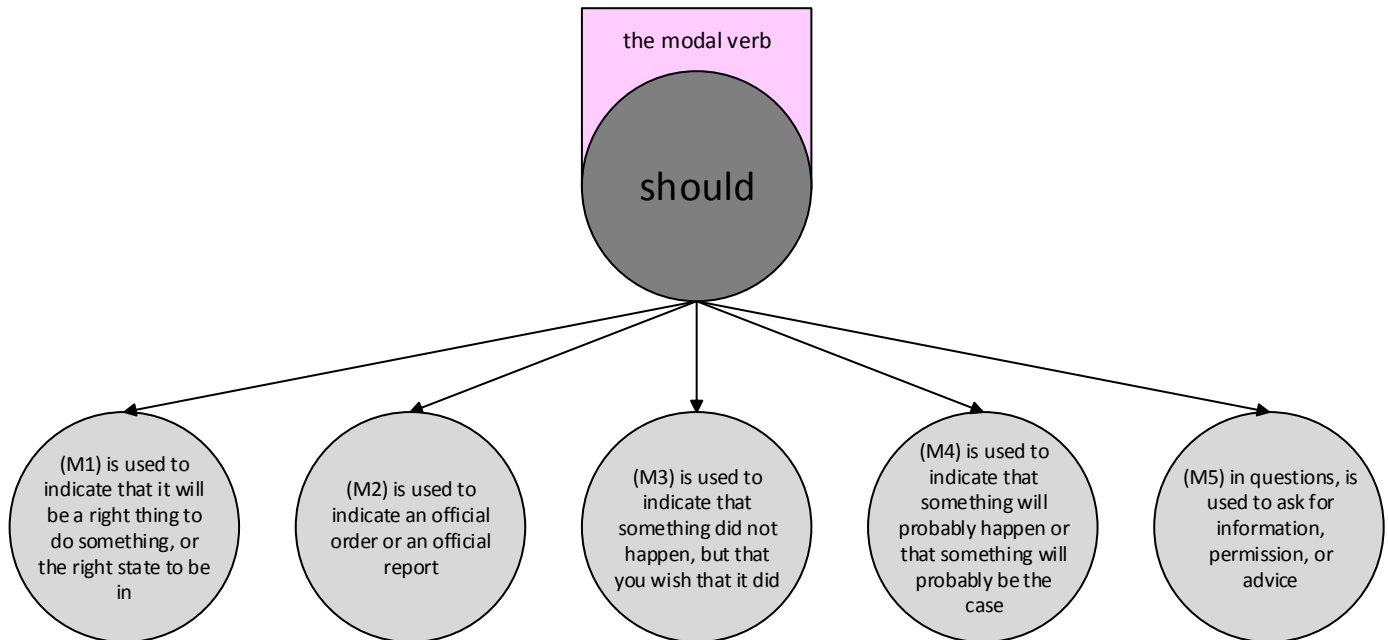 the modal verb
should
(M1) is used to
indicate that it will
be a right thing to
do something, or
the right state to be
in
(M2) is used to
indicate an official
order or an official
report
(M3) is used to
indicate that
something did not
happen, but that
you wish that it did
(M4) is used to
indicate that
something will
probably happen or
that something will
probably be the
case
(M5) in questions, is
used to ask for
information,
permission, or
advice